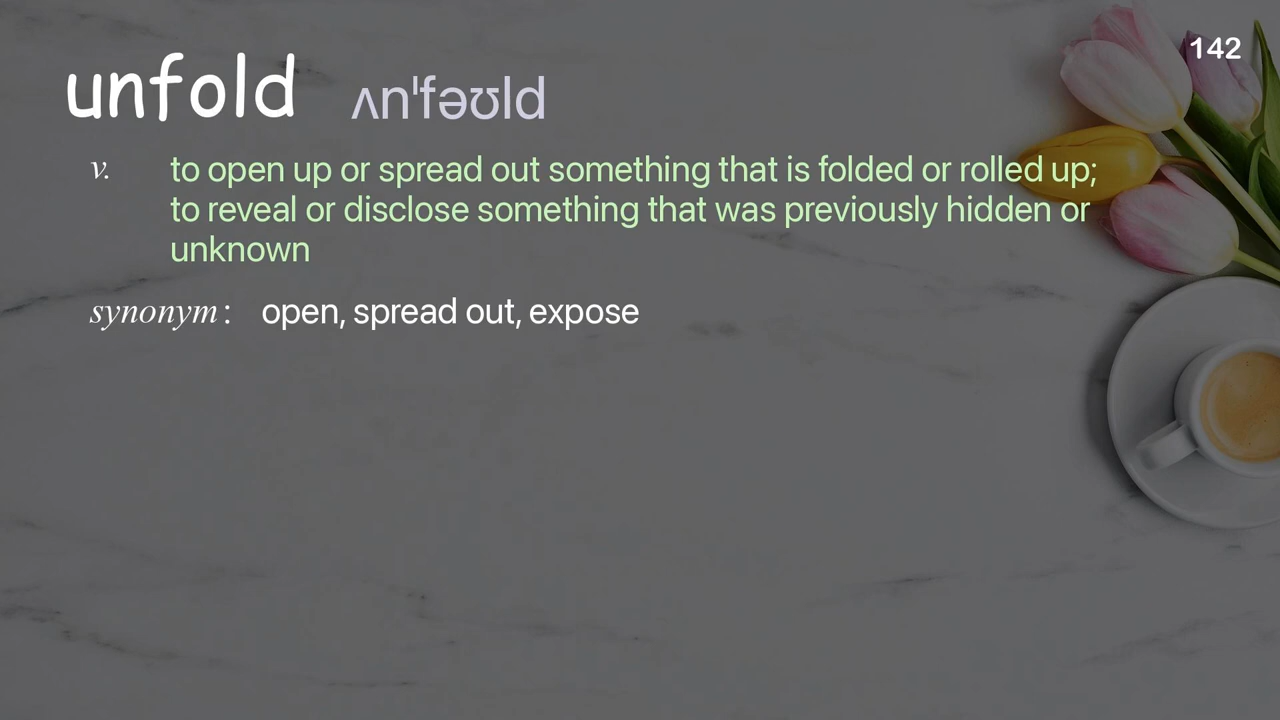 142
unfold ʌnˈfəʊld
v. to open up or spread out something that is folded or rolled up;
to reveal or disclose something that was previously hidden or
unknown
synonym : open, spread out, expose